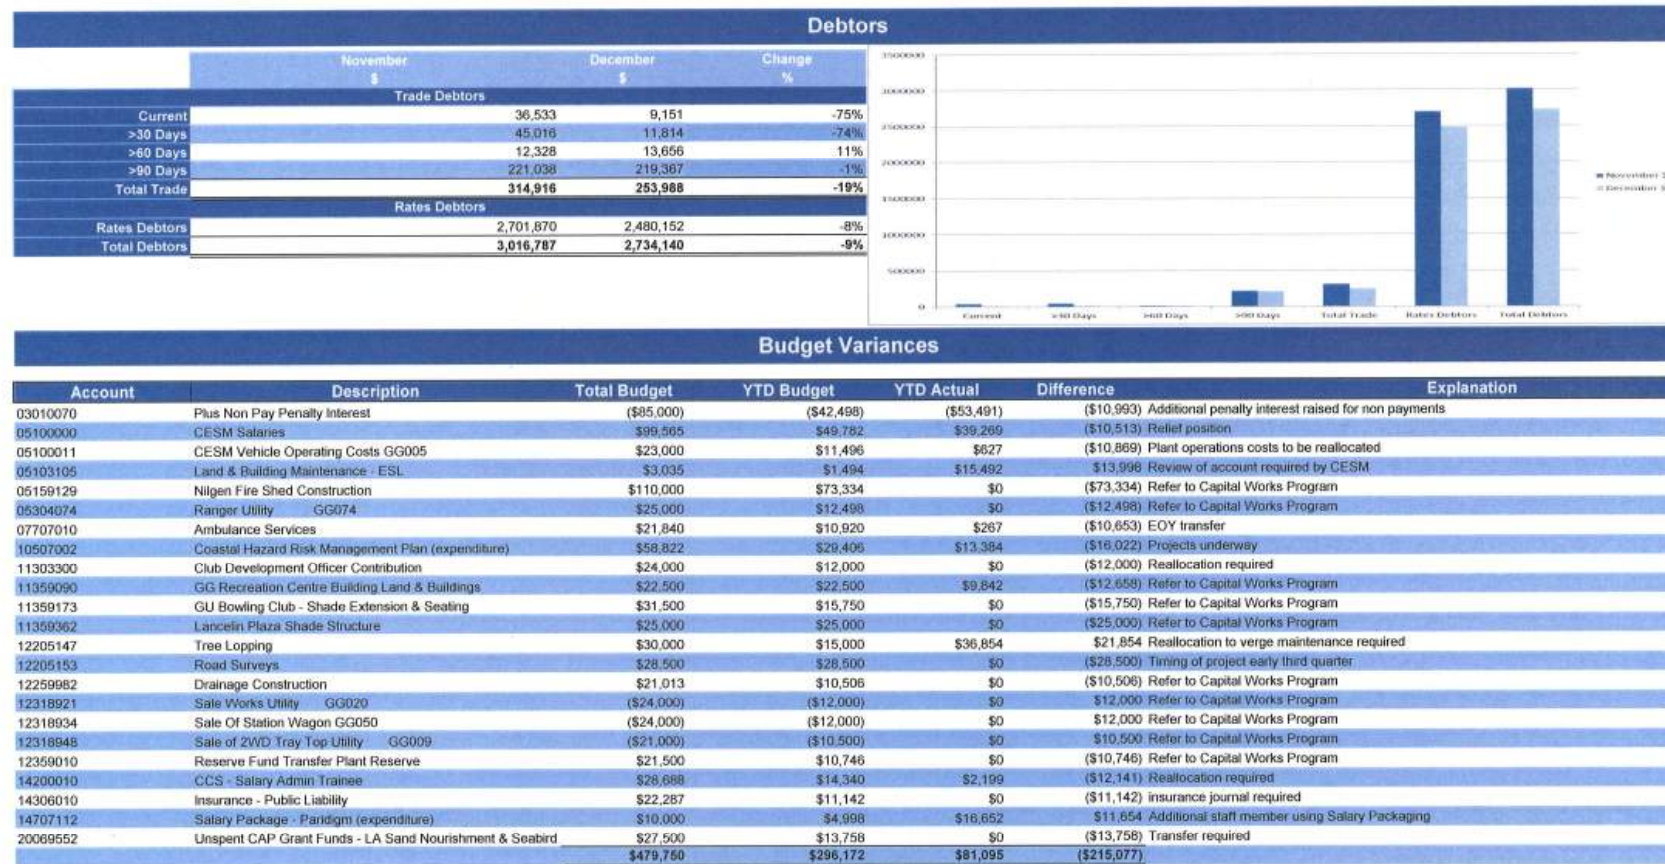 Debtors
November December Change
$ $ %
Trade Debtors
Current 36,533 9,151 -75%
>30 Days 45,016 11,814 -74%
>60 Days 12,328 13,656 11%
>90 Days 221,038 219,367 -1%
Total Trade 314,916 253,988 -19%
Rates Debtors
Rates Debtors 2,701,870 2,480,152 -8%
Total Debtors 3,016,787 2,734,140 -9%
3500000
3000000
2500000
2000000
1500000
1000000
500000
0
Current >30 Days >60 Days >90 Days Total Trade Rates Debtors Total Debtors
November
December
Budget Variances
Account Description Total Budget YTD Budget YTD Actual Difference Explanation
03010070 Plus Non Pay Penalty Interest ($85,000) ($42,498) ($53,491) ($10,993) Additional penalty interest raised for non payments
05100000 CESM Salaries $99,565 $49,782 $39,269 ($10,513) Relief position
05100011 CESM Vehicle Operating Costs GG005 $23,000 $11,496 $627 ($10,869) Plant operations costs to be reallocated
05103105 Land & Building Maintenance - ESL $3,035 $1,494 $15,492 $13,998 Review of account required by CESM
05159129 Nilgen Fire Shed Construction $110,000 $73,334 $0 ($73,334) Refer to Capital Works Program
05304074 Ranger Utility GG074 $25,000 $12,498 $0 ($12,498) Refer to Capital Works Program
07707010 Ambulance Services $21,840 $10,920 $267 ($10,653) EOY transfer
10507002 Coastal Hazard Risk Management Plan (expenditure) $58,822 $29,406 $13,384 ($16,022) Projects underway
11303300 Club Development Officer Contribution $24,000 $12,000 $0 ($12,000) Reallocation required
11359090 GG Recreation Centre Building Land & Buildings $22,500 $22,500 $9,842 ($12,658) Refer to Capital Works Program
11359173 GU Bowling Club - Shade Extension & Seating $31,500 $15,750 $0 ($15,750) Refer to Capital Works Program
11359362 Lancelin Plaza Shade Structure $25,000 $25,000 $0 ($25,000) Refer to Capital Works Program
12205147 Tree Lopping $30,000 $15,000 $36,854 $21,854 Reallocation to verge maintenance required
12205153 Road Surveys $28,500 $28,500 $0 ($28,500) Timing of project early third quarter
12259982 Drainage Construction $21,013 $10,506 $0 ($10,506) Refer to Capital Works Program
12318921 Sale Works Utility GG020 ($24,000) ($12,000) $0 $12,000 Refer to Capital Works Program
12318934 Sale Of Station Wagon GG050 ($24,000) ($12,000) $0 $12,000 Refer to Capital Works Program
12318948 Sale of 2WD Tray Top Utility GG009 ($21,000) ($10,500) $0 $10,500 Refer to Capital Works Program
12359010 Reserve Fund Transfer Plant Reserve $21,500 $10,746 $0 ($10,746) Refer to Capital Works Program
14200010 CCS - Salary Admin Trainee $28,688 $14,340 $2,199 ($12,141) Reallocation required
14306010 Insurance - Public Liability $22,287 $11,142 $0 ($11,142) insurance journal required
14707112 Salary Package - Paridigm (expenditure) $10,000 $4,998 $16,652 $11,654 Additional staff member using Salary Packaging
20069552 Unspent CAP Grant Funds - LA Sand Nourishment & Seabird $27,500 $13,758 $0 ($13,758) Transfer required
$479,750 $296,172 $81,095 ($215,077)